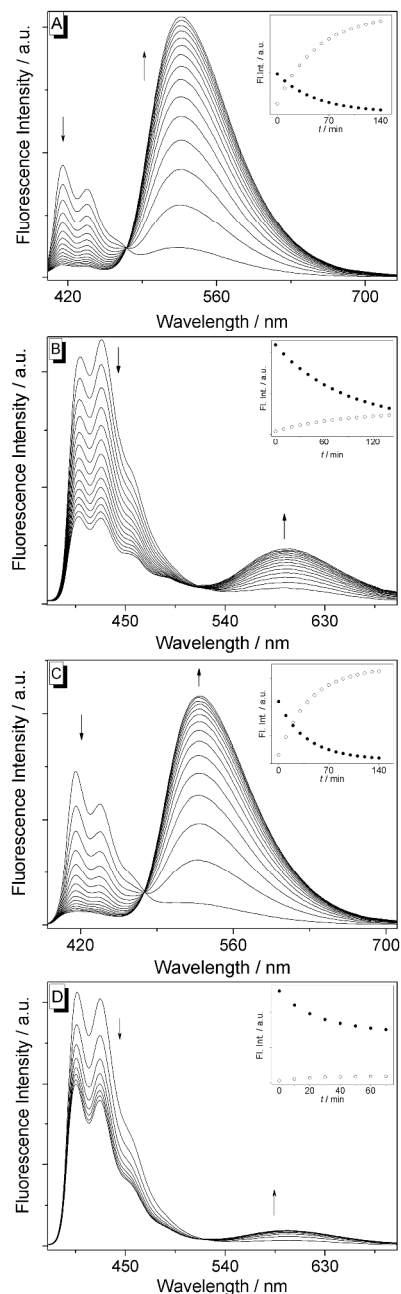 A
Fluorescence Intensity / a.u.
Fl.Int. / a.u.
0 70 140
t / min
420 560 700
Wavelength / nm
B
Fluorescence Intensity / a.u.
Fl. Int. / a.u.
0 60 120
t / min
450 540 630
Wavelength / nm
C
Fluorescence Intensity / a.u.
Fl. Int. / a.u.
0 70 140
t / min
420 560 700
Wavelength / nm
D
Fluorescence Intensity / a.u.
Fl. Int. / a.u.
0 20 40 60
t / min
450 540 630
Wavelength / nm